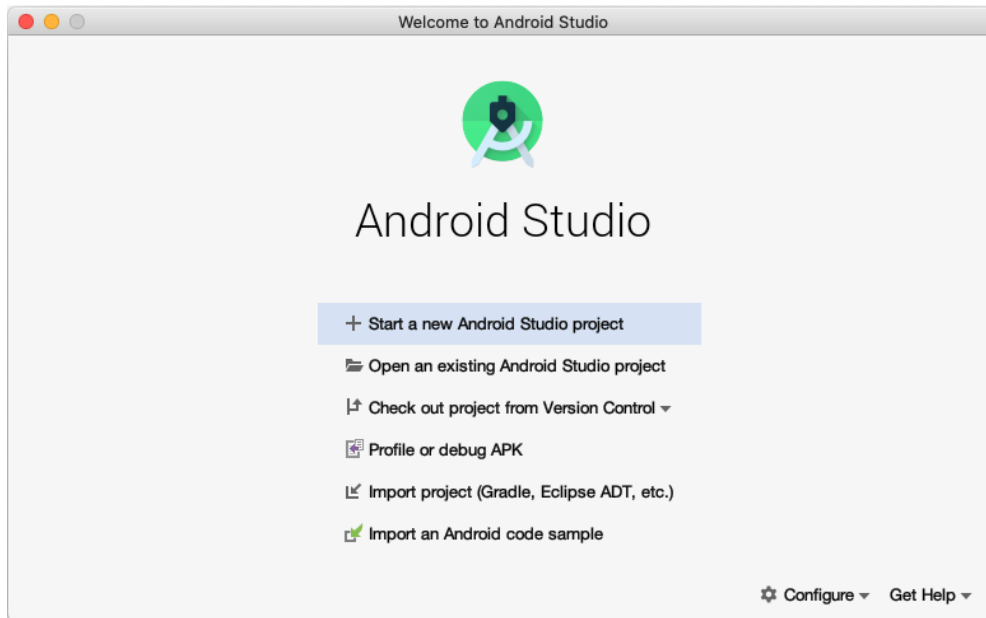 Welcome to Android Studio
Android Studio
Start a new Android Studio project
Open an existing Android Studio project
Check out project from Version Control
Profile or debug APK
Import project (Gradle, Eclipse ADT, etc.)
Import an Android code sample
Configure Get Help